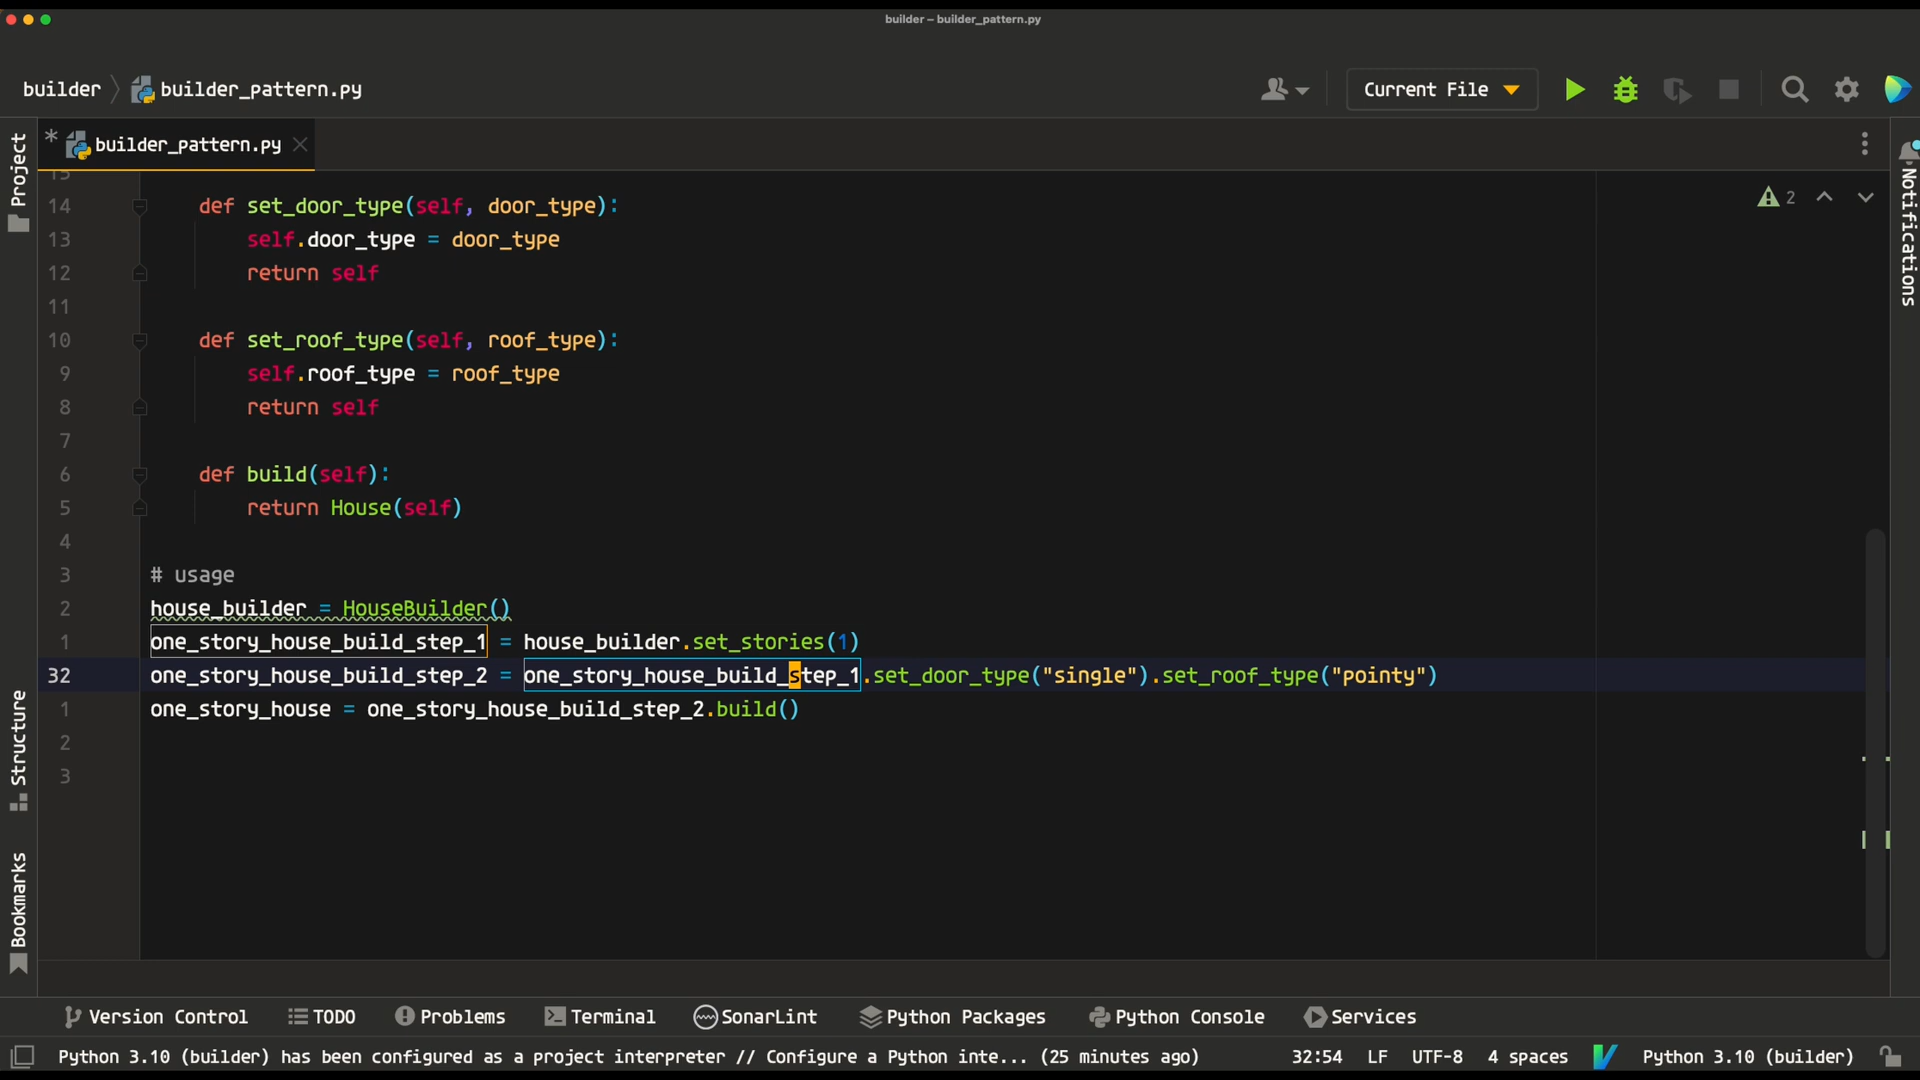 builder – builder_pattern.py
builder
builder_pattern.py
Current File
Project
* builder_pattern.py
2
Notifications
15
14 def set_door_type(self, door_type):
13 self.door_type = door_type
12 return self
11
10 def set_roof_type(self, roof_type):
9 self.roof_type = roof_type
8 return self
7
6 def build(self):
5 return House(self)
4
3 # usage
2 house_builder = HouseBuilder()
1 one_story_house_build_step_1 = house_builder.set_stories(1)
32 one_story_house_build_step_2 = one_story_house_build_step_1.set_door_type("single").set_roof_type("pointy")
1 one_story_house = one_story_house_build_step_2.build()
2
3
Structure
Bookmarks
Version Control TODO Problems Terminal SonarLint Python Packages Python Console Services
Python 3.10 (builder) has been configured as a project interpreter // Configure a Python inte... (25 minutes ago) 32:54 LF UTF-8 4 spaces Python 3.10 (builder)